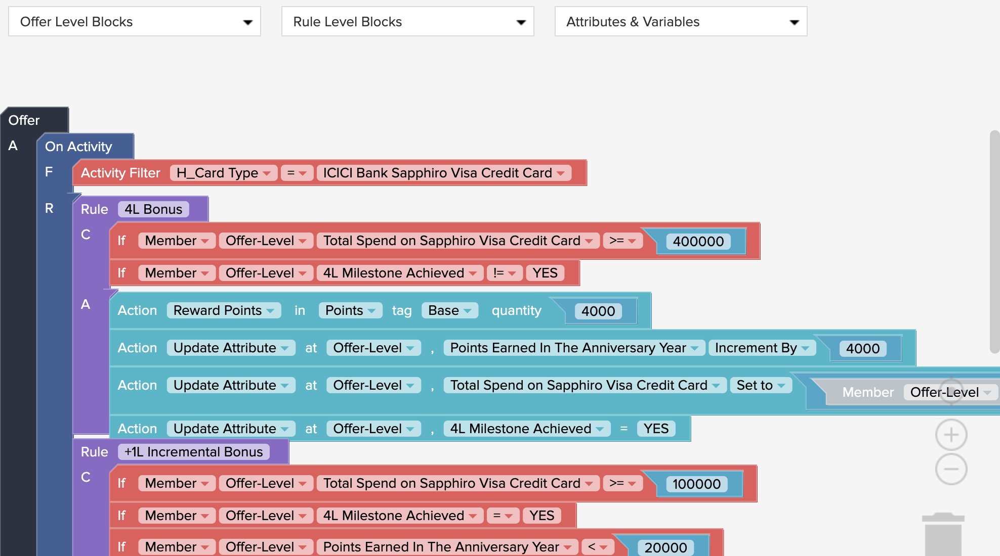 Offer Level Blocks Rule Level Blocks Attributes & Variables
Offer
A On Activity
F Activity Filter H_Card Type = ICICI Bank Sapphiro Visa Credit Card
R Rule 4L Bonus
C If Member Offer-Level Total Spend on Sapphiro Visa Credit Card >= 400000
If Member Offer-Level 4L Milestone Achieved != YES
A Action Reward Points in Points tag Base quantity 4000
Action Update Attribute at Offer-Level , Points Earned In The Anniversary Year Increment By 4000
Action Update Attribute at Offer-Level , Total Spend on Sapphiro Visa Credit Card Set to Member Offer-Level
Action Update Attribute at Offer-Level , 4L Milestone Achieved = YES
Rule +1L Incremental Bonus
C If Member Offer-Level Total Spend on Sapphiro Visa Credit Card >= 100000
If Member Offer-Level 4L Milestone Achieved = YES
If Member Offer-Level Points Earned In The Anniversary Year < 20000